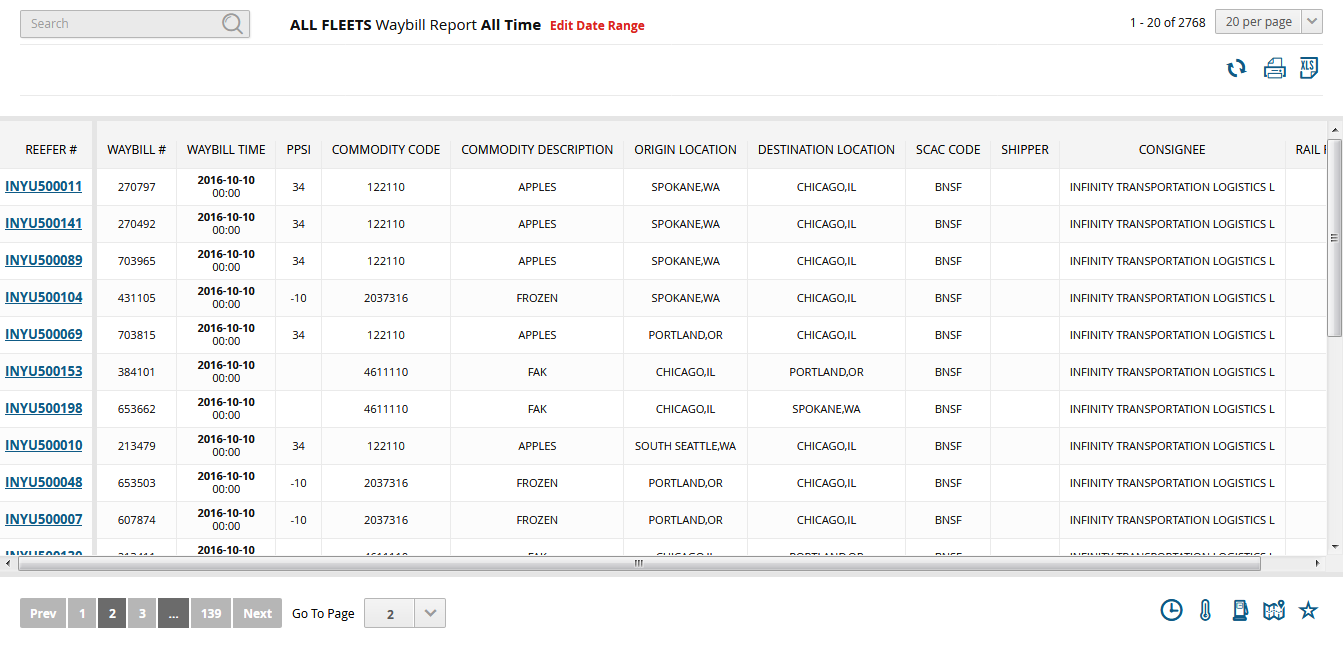 Search
ALL FLEETS Waybill Report All Time Edit Date Range
1 - 20 of 2768 20 per page
XLS
REEFER # WAYBILL # WAYBILL TIME PPSI COMMODITY CODE COMMODITY DESCRIPTION ORIGIN LOCATION DESTINATION LOCATION SCAC CODE SHIPPER CONSIGNEE RAIL
INYU500011 270797 2016-10-10 00:00 34 122110 APPLES SPOKANE,WA CHICAGO,IL BNSF INFINITY TRANSPORTATION LOGISTICS L
INYU500141 270492 2016-10-10 00:00 34 122110 APPLES SPOKANE,WA CHICAGO,IL BNSF INFINITY TRANSPORTATION LOGISTICS L
INYU500089 703965 2016-10-10 00:00 34 122110 APPLES SPOKANE,WA CHICAGO,IL BNSF INFINITY TRANSPORTATION LOGISTICS L
INYU500104 431105 2016-10-10 00:00 -10 2037316 FROZEN SPOKANE,WA CHICAGO,IL BNSF INFINITY TRANSPORTATION LOGISTICS L
INYU500069 703815 2016-10-10 00:00 34 122110 APPLES PORTLAND,OR CHICAGO,IL BNSF INFINITY TRANSPORTATION LOGISTICS L
INYU500153 384101 2016-10-10 00:00 4611110 FAK CHICAGO,IL PORTLAND,OR BNSF INFINITY TRANSPORTATION LOGISTICS L
INYU500198 653662 2016-10-10 00:00 4611110 FAK CHICAGO,IL SPOKANE,WA BNSF INFINITY TRANSPORTATION LOGISTICS L
INYU500010 213479 2016-10-10 00:00 34 122110 APPLES SOUTH SEATTLE,WA CHICAGO,IL BNSF INFINITY TRANSPORTATION LOGISTICS L
INYU500048 653503 2016-10-10 00:00 -10 2037316 FROZEN PORTLAND,OR CHICAGO,IL BNSF INFINITY TRANSPORTATION LOGISTICS L
INYU500007 607874 2016-10-10 00:00 -10 2037316 FROZEN PORTLAND,OR CHICAGO,IL BNSF INFINITY TRANSPORTATION LOGISTICS L
2016-10-10
Prev 1 2 3 ... 139 Next Go To Page 2